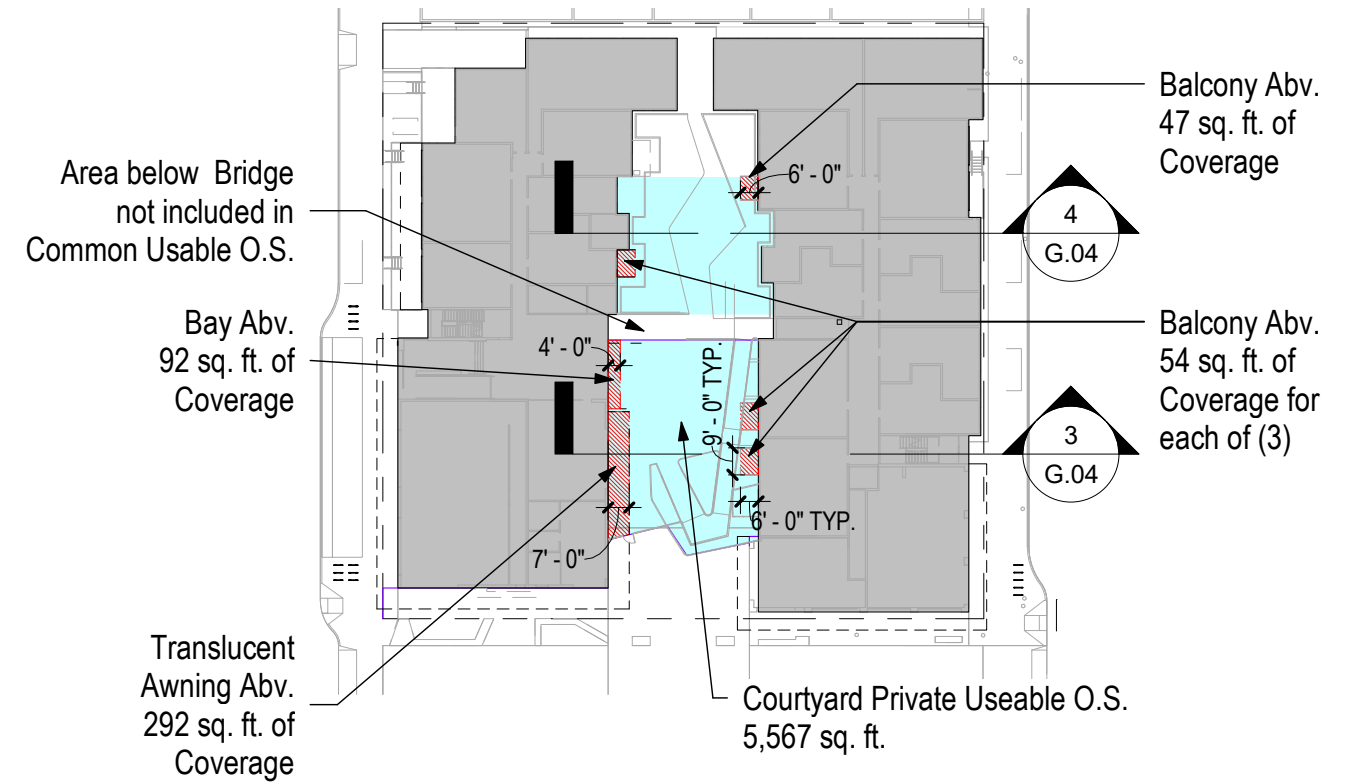 Balcony Abv.
47 sq. ft. of
Coverage
Area below Bridge
not included in
Common Usable O.S.
6' - 0"
4
G.04
Bay Abv.
92 sq. ft. of
Coverage
4' - 0"
9' - 0" TYP.
Balcony Abv.
54 sq. ft. of
Coverage for
each of (3)
3
G.04
6' - 0" TYP.
7' - 0"
Translucent
Awning Abv.
292 sq. ft. of
Coverage
Courtyard Private Useable O.S.
5,567 sq. ft.